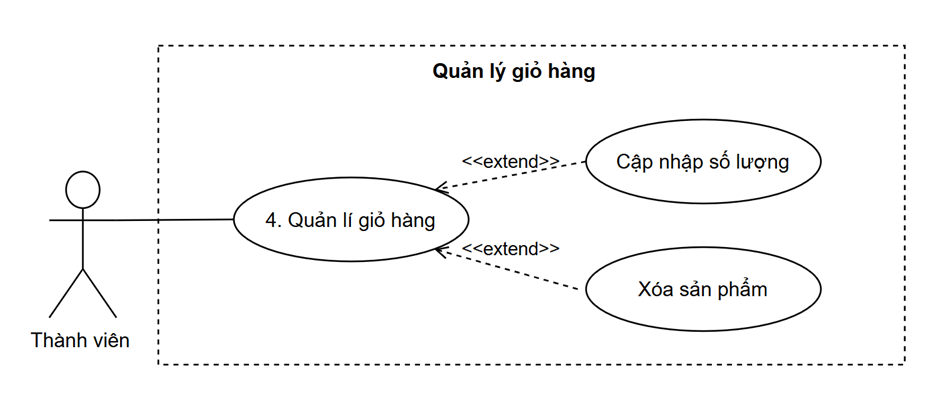 Quản lý giỏ hàng
<<extend>>
Cập nhập số lượng
4. Quản lí giỏ hàng
<<extend>>
Xóa sản phẩm
Thành viên